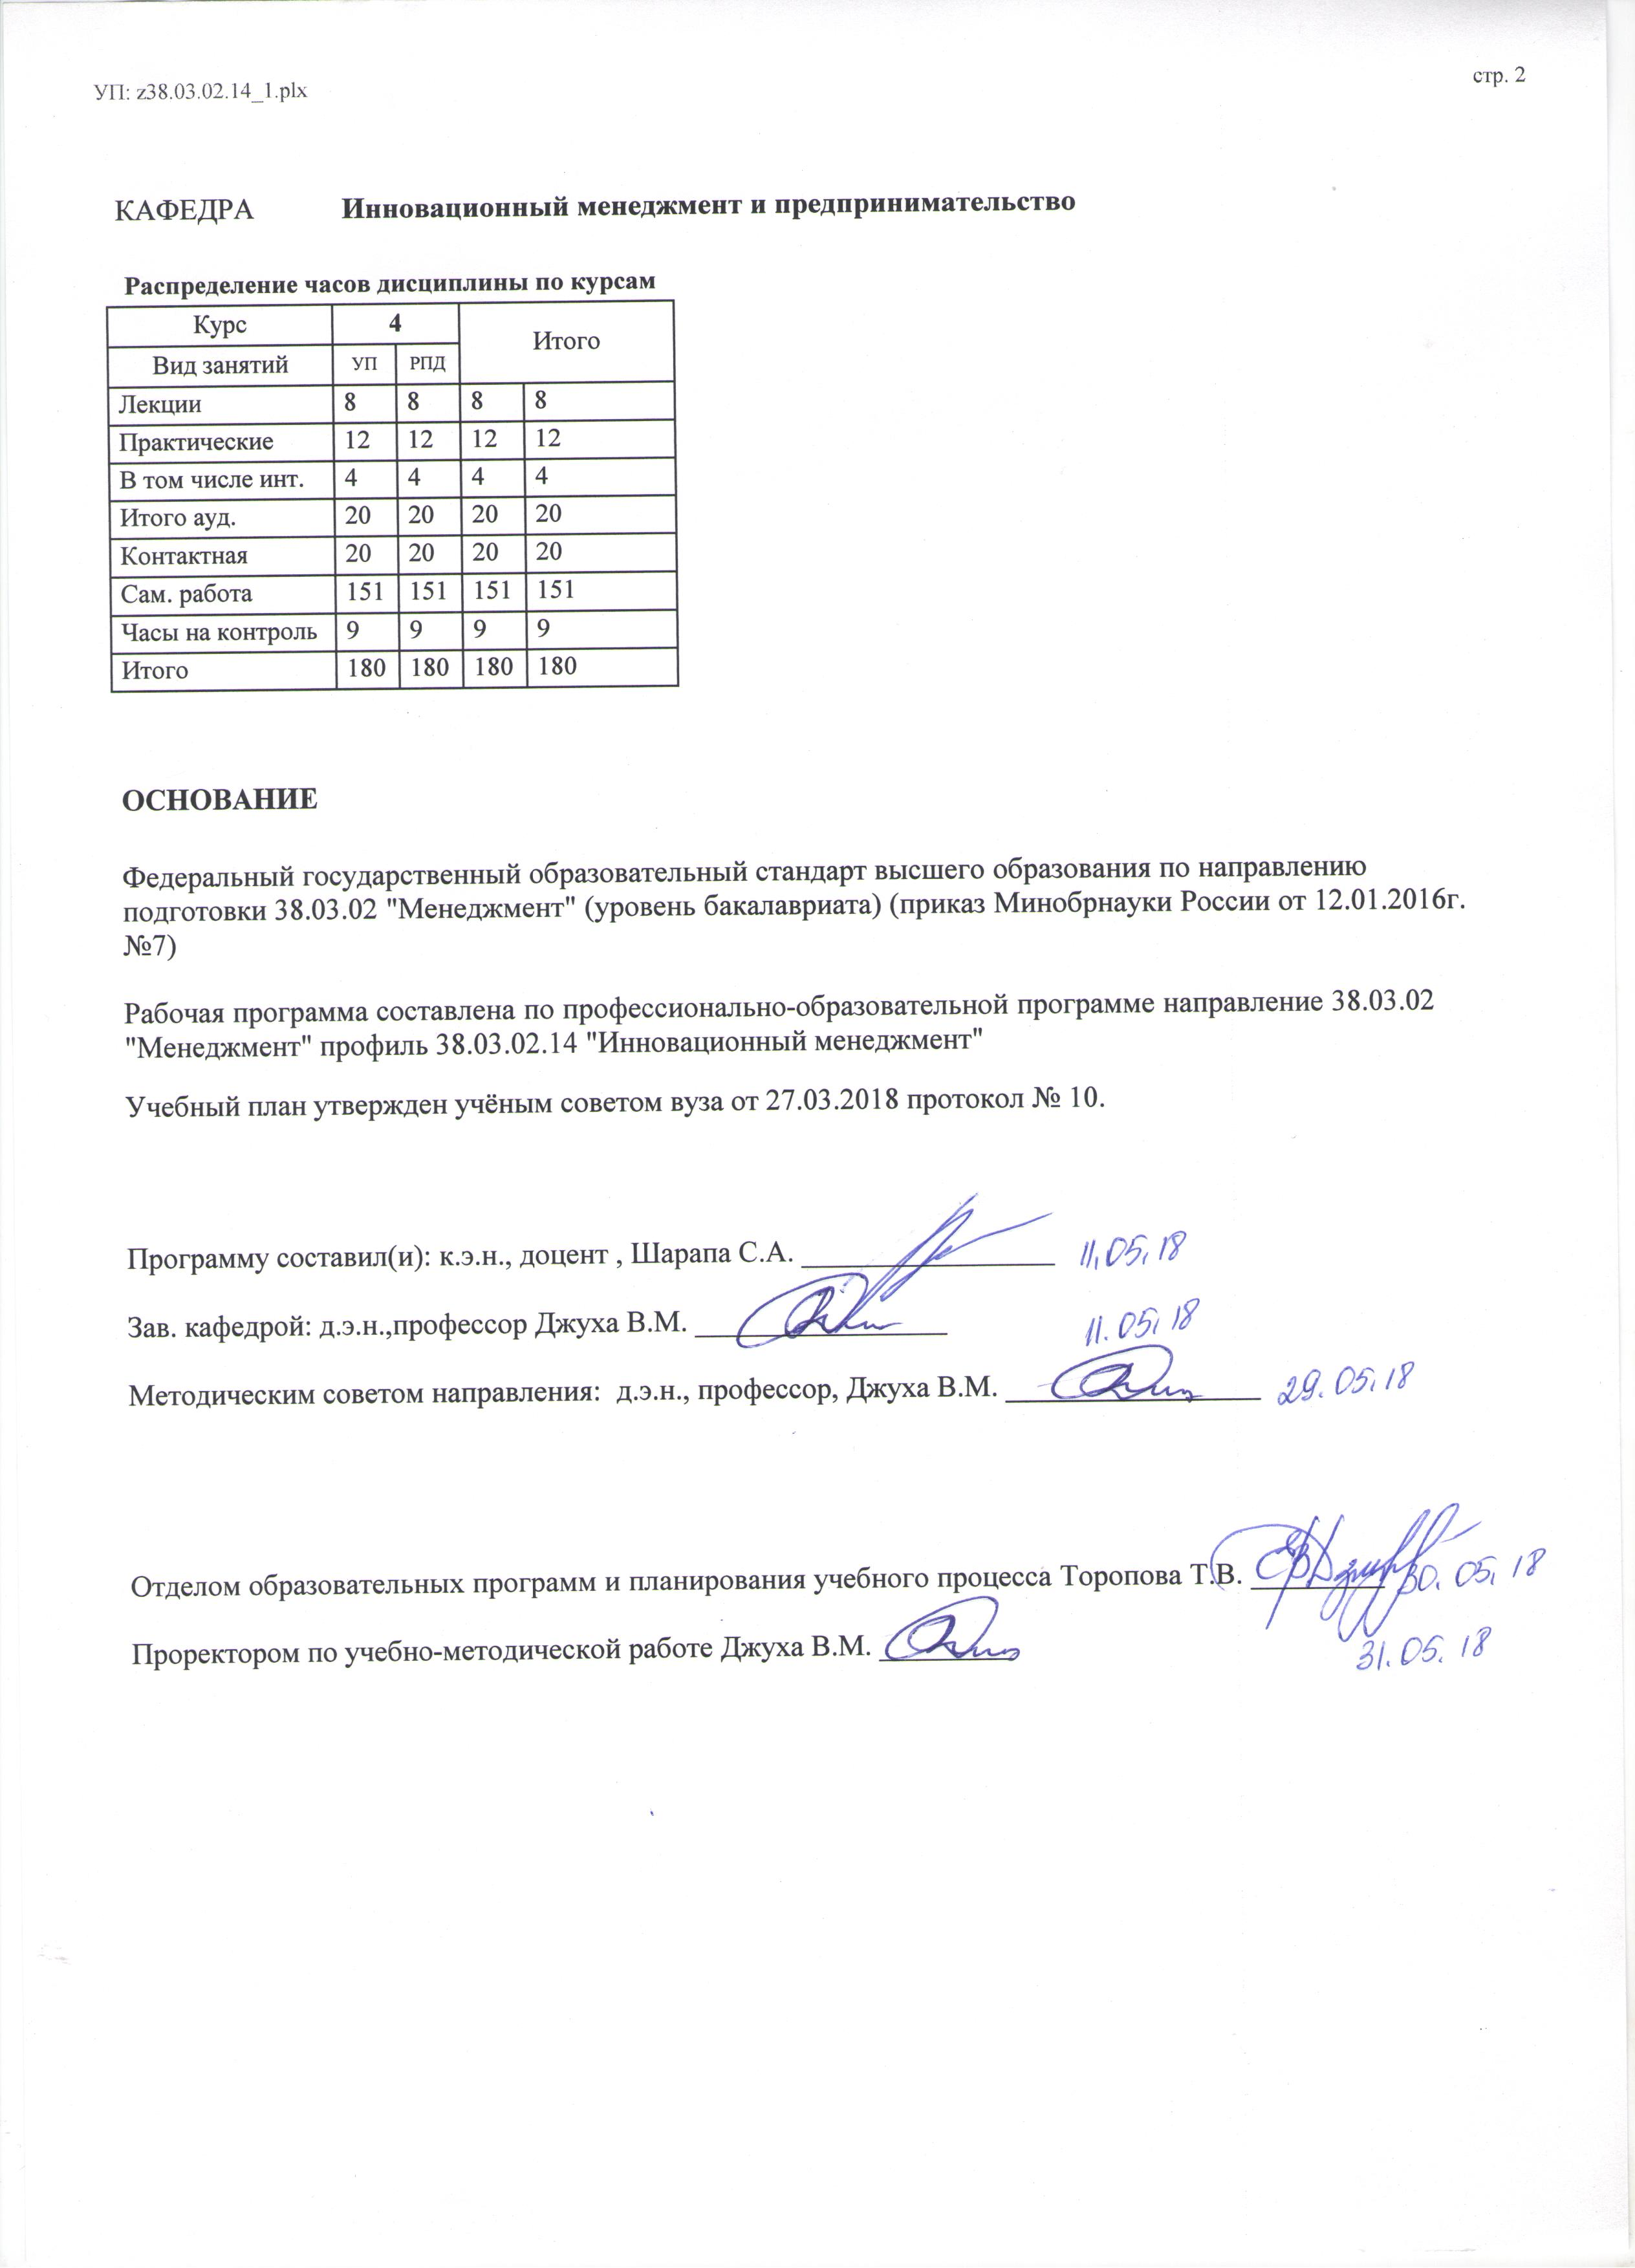 УП: z38.03.02.14_1.plx
стр. 2
КАФЕДРА Инновационный менеджмент и предпринимательство
Распределение часов дисциплины по курсам
Курс 4 Итого
Вид занятий УП РПД
Лекции 8 8 8 8
Практические 12 12 12 12
В том числе инт. 4 4 4 4
Итого ауд. 20 20 20 20
Контактная 20 20 20 20
Сам. работа 151 151 151 151
Часы на контроль 9 9 9 9
Итого 180 180 180 180
ОСНОВАНИЕ
Федеральный государственный образовательный стандарт высшего образования по направлению
подготовки 38.03.02 "Менеджмент" (уровень бакалавриата) (приказ Минобрнауки России от 12.01.2016г.
№7)
Рабочая программа составлена по профессионально-образовательной программе направление 38.03.02
"Менеджмент" профиль 38.03.02.14 "Инновационный менеджмент"
Учебный план утвержден учёным советом вуза от 27.03.2018 протокол № 10.
Программу составил(и): к.э.н., доцент , Шарапа С.А. 11.05.18
Зав. кафедрой: д.э.н.,профессор Джуха В.М. 11.05.18
Методическим советом направления: д.э.н., профессор, Джуха В.М. 29.05.18
Отделом образовательных программ и планирования учебного процесса Торопова Т.В. 30.05.18
Проректором по учебно-методической работе Джуха В.М. 31.05.18